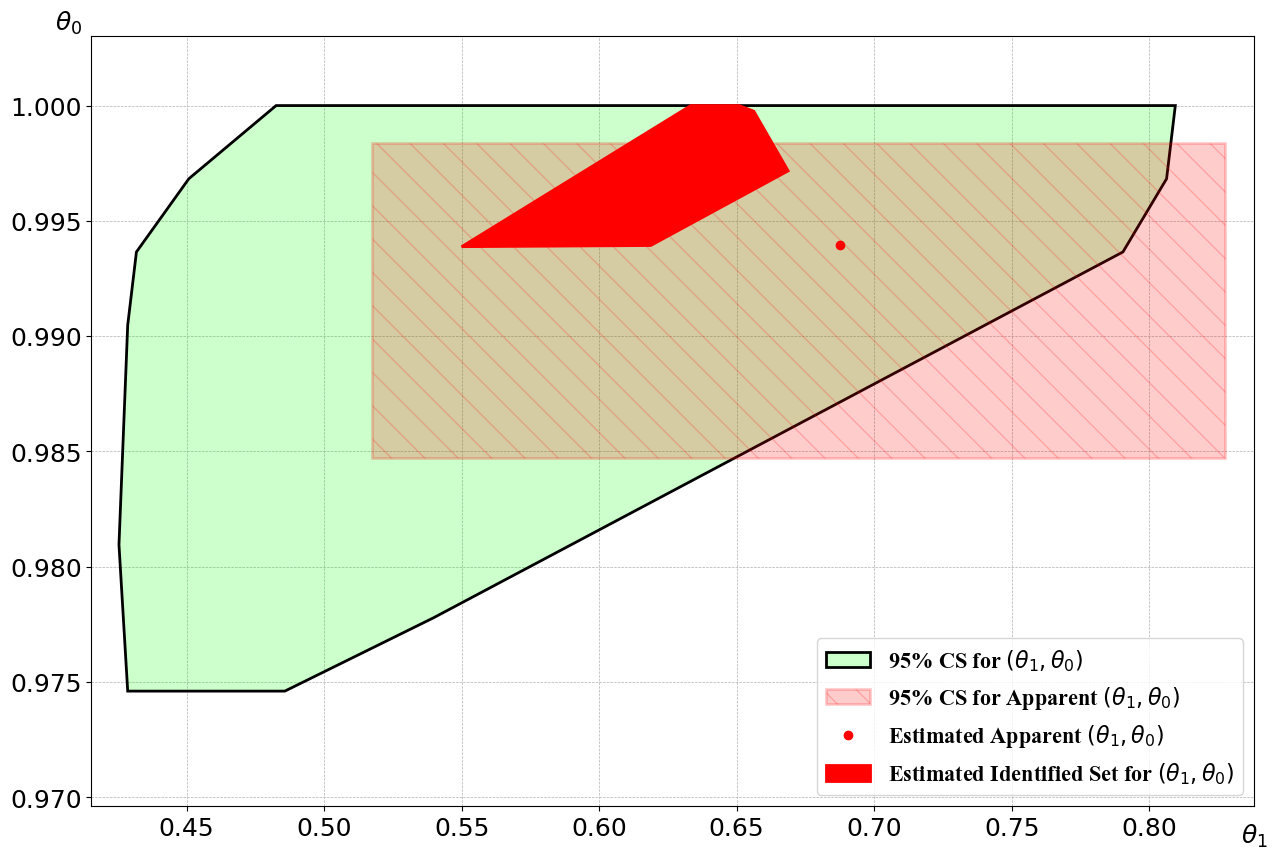 θ₀
1.000
0.995
0.990
0.985
0.980
0.975
0.970
0.45 0.50 0.55 0.60 0.65 0.70 0.75 0.80
θ₁
95% CS for (θ₁, θ₀)
95% CS for Apparent (θ₁, θ₀)
Estimated Apparent (θ₁, θ₀)
Estimated Identified Set for (θ₁, θ₀)